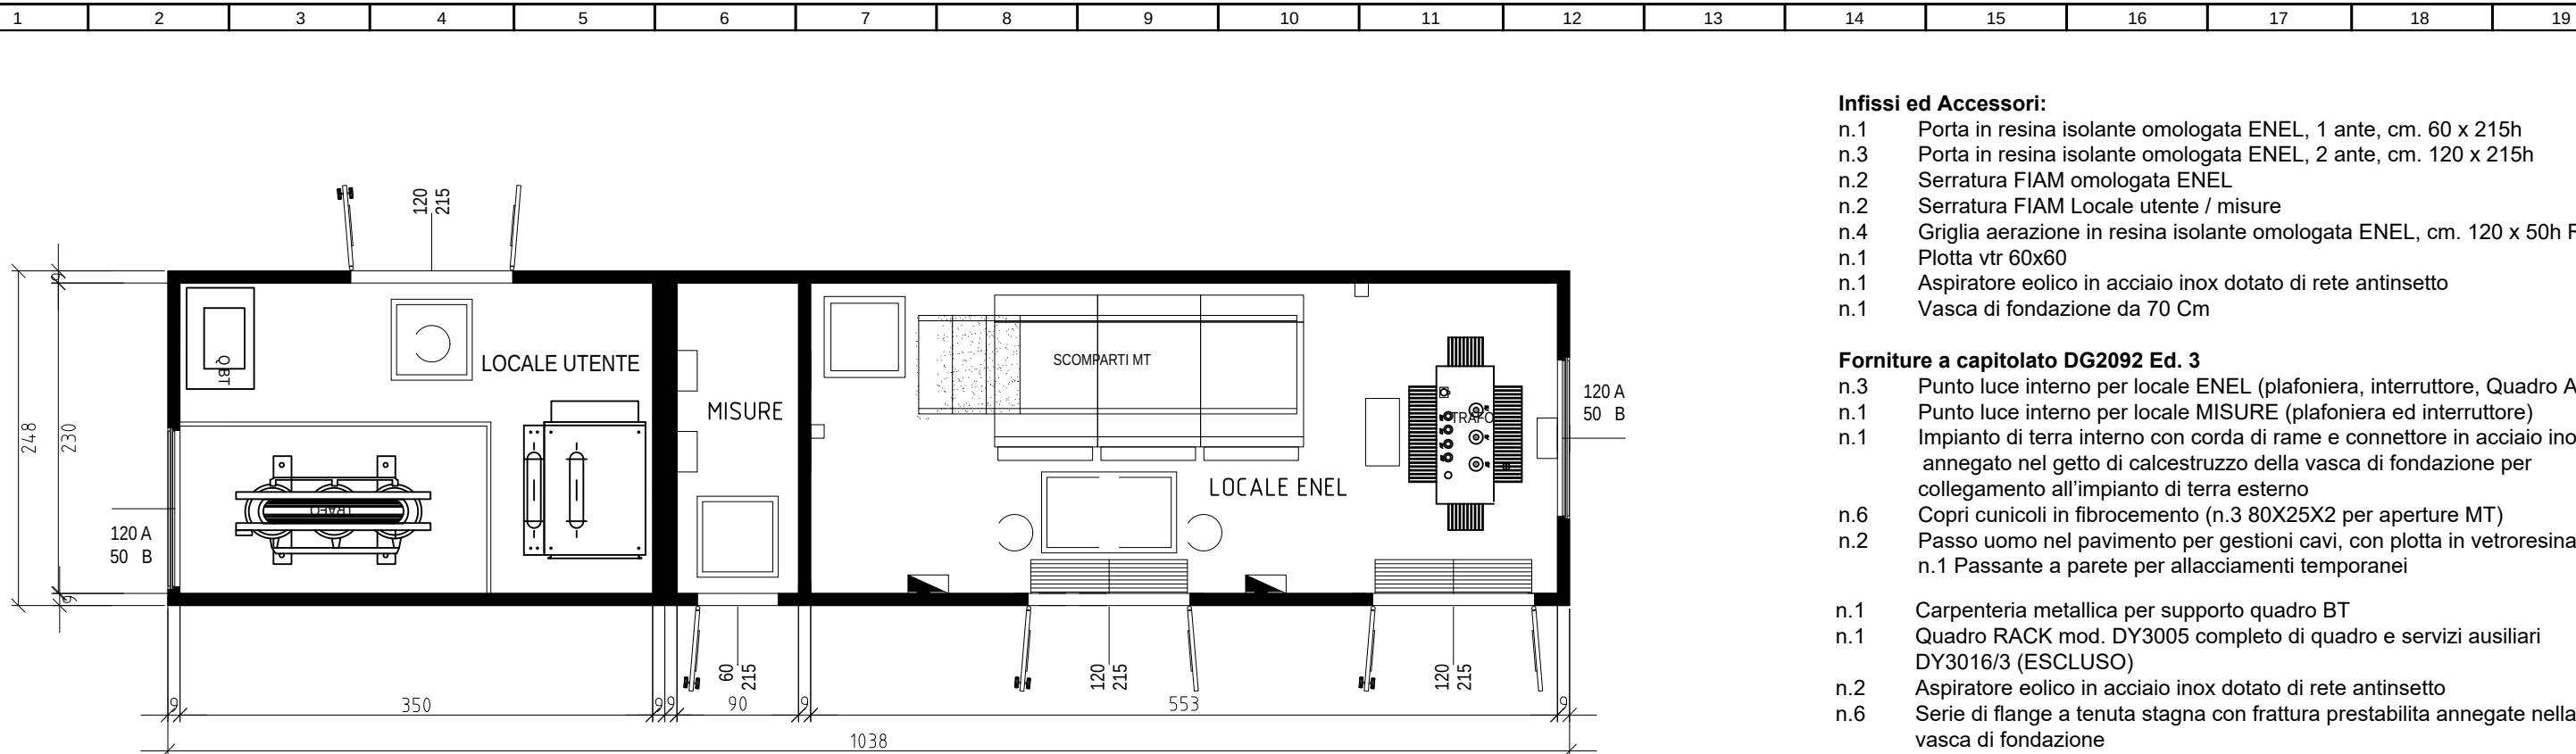 1 2 3 4 5 6 7 8 9 10 11 12 13 14 15 16 17 18 19
Infissi ed Accessori:
n.1 Porta in resina isolante omologata ENEL, 1 ante, cm. 60 x 215h
n.3 Porta in resina isolante omologata ENEL, 2 ante, cm. 120 x 215h
n.2 Serratura FIAM omologata ENEL
n.2 Serratura FIAM Locale utente / misure
n.4 Griglia aerazione in resina isolante omologata ENEL, cm. 120 x 50h
n.1 Plotta vtr 60x60
n.1 Aspiratore eolico in acciaio inox dotato di rete antinsetto
n.1 Vasca di fondazione da 70 Cm
Forniture a capitolato DG2092 Ed. 3
n.3 Punto luce interno per locale ENEL (plafoniera, interruttore, Quadro A
n.1 Punto luce interno per locale MISURE (plafoniera ed interruttore)
n.1 Impianto di terra interno con corda di rame e connettore in acciaio ino
annegato nel getto di calcestruzzo della vasca di fondazione per
collegamento all'impianto di terra esterno
n.6 Copri cunicoli in fibrocemento (n.3 80X25X2 per aperture MT)
n.2 Passo uomo nel pavimento per gestioni cavi, con plotta in vetroresina
n.1 Passante a parete per allacciamenti temporanei
n.1 Carpenteria metallica per supporto quadro BT
n.1 Quadro RACK mod. DY3005 completo di quadro e servizi ausiliari
DY3016/3 (ESCLUSO)
n.2 Aspiratore eolico in acciaio inox dotato di rete antinsetto
n.6 Serie di flange a tenuta stagna con frattura prestabilita annegate nella
vasca di fondazione
120
215
9
248
230
9
Q BT
LOCALE UTENTE
TRAFO
120 A
50 B
MISURE
SCOMPARTI MT
LOCALE ENEL
TRAFO
120 A
50 B
60
215
120
215
120
215
9 350 9 9 90 9 553 9
1038